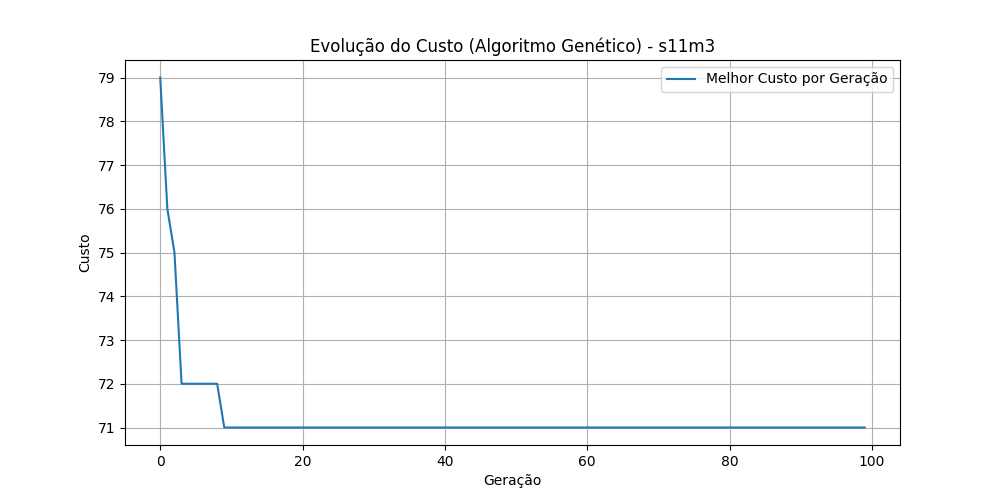 Evolução do Custo (Algoritmo Genético) - s11m3
Melhor Custo por Geração
79
78
77
76
75
74
73
72
71
Custo
0 20 40 60 80 100
Geração